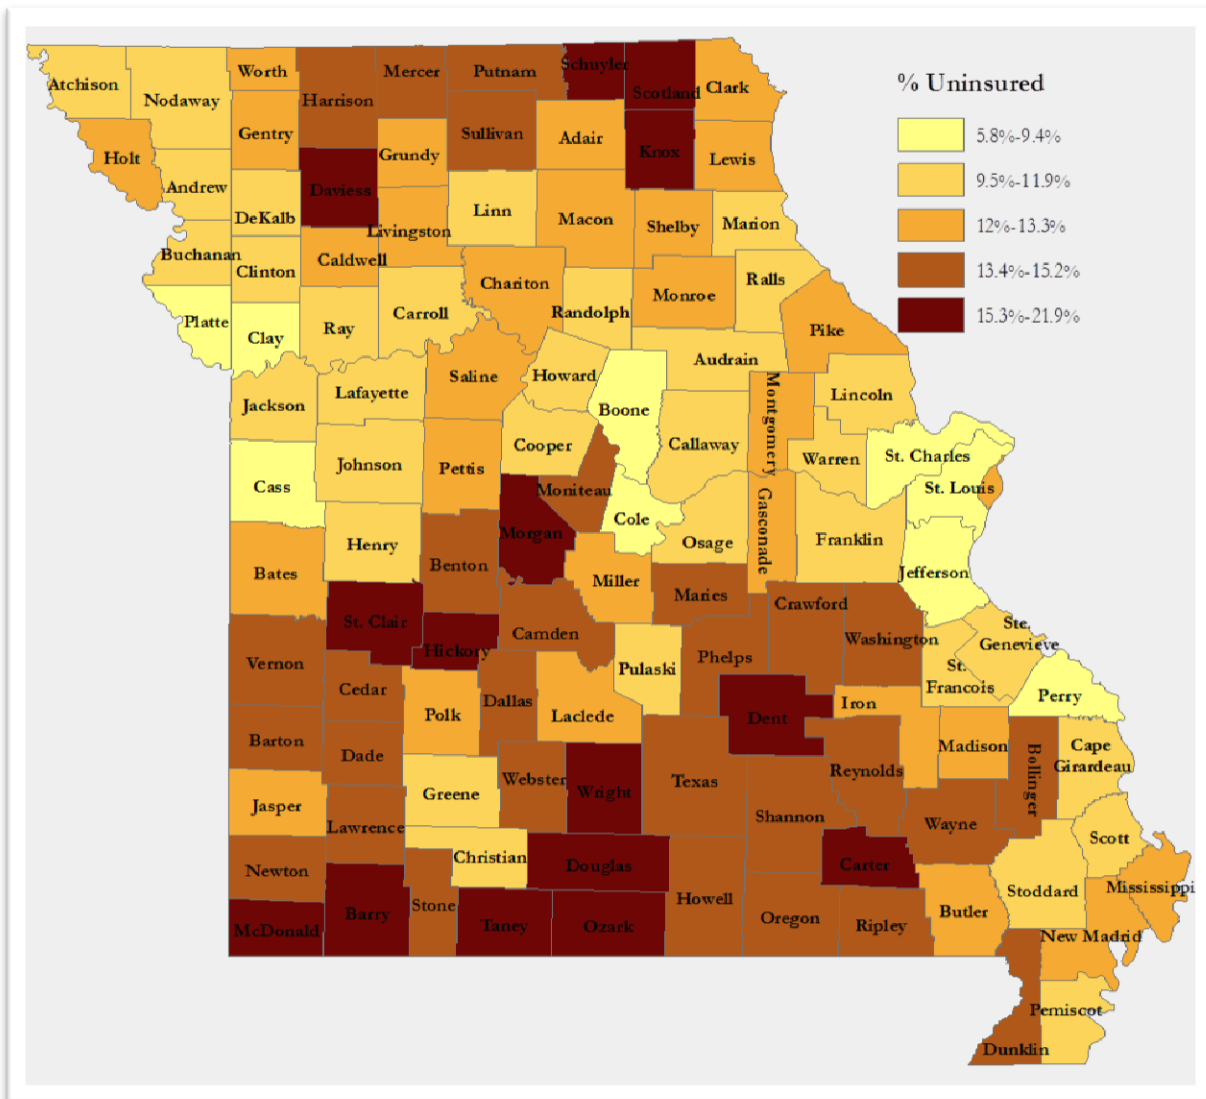 % Uninsured
5.8%-9.4%
9.5%-11.9%
12%-13.3%
13.4%-15.2%
15.3%-21.9%
Atchison
Nodaway
Worth
Harrison
Mercer
Putnam
Schuyler
Scotland
Clark
Holt
Gentry
Sullivan
Adair
Knox
Lewis
Grundy
Andrew
Daviess
DeKalb
Livingston
Linn
Macon
Shelby
Marion
Buchanan
Clinton
Caldwell
Chariton
Monroe
Ralls
Platte
Clay
Ray
Carroll
Randolph
Pike
Audrain
Jackson
Lafayette
Saline
Howard
Boone
Montgomery
Lincoln
Cass
Johnson
Pettis
Cooper
Callaway
Warren
St. Charles
St. Louis
Moniteau
Morgan
Cole
Osage
Gasconade
Franklin
Jefferson
Bates
Henry
Benton
Miller
Maries
Crawford
Washington
Ste.
Genevieve
St.
Francois
Perry
Vernon
St. Clair
Hickory
Camden
Pulaski
Phelps
Cedar
Polk
Dallas
Laclede
Dent
Iron
Madison
Bollinger
Cape
Girardeau
Barton
Dade
Greene
Webster
Wright
Texas
Reynolds
Shannon
Wayne
Scott
Jasper
Lawrence
Christian
Douglas
Carter
Stoddard
Mississippi
Newton
Stone
Howell
Oregon
Ripley
Butler
New Madrid
McDonald
Barry
Taney
Ozark
Pemiscot
Dunklin